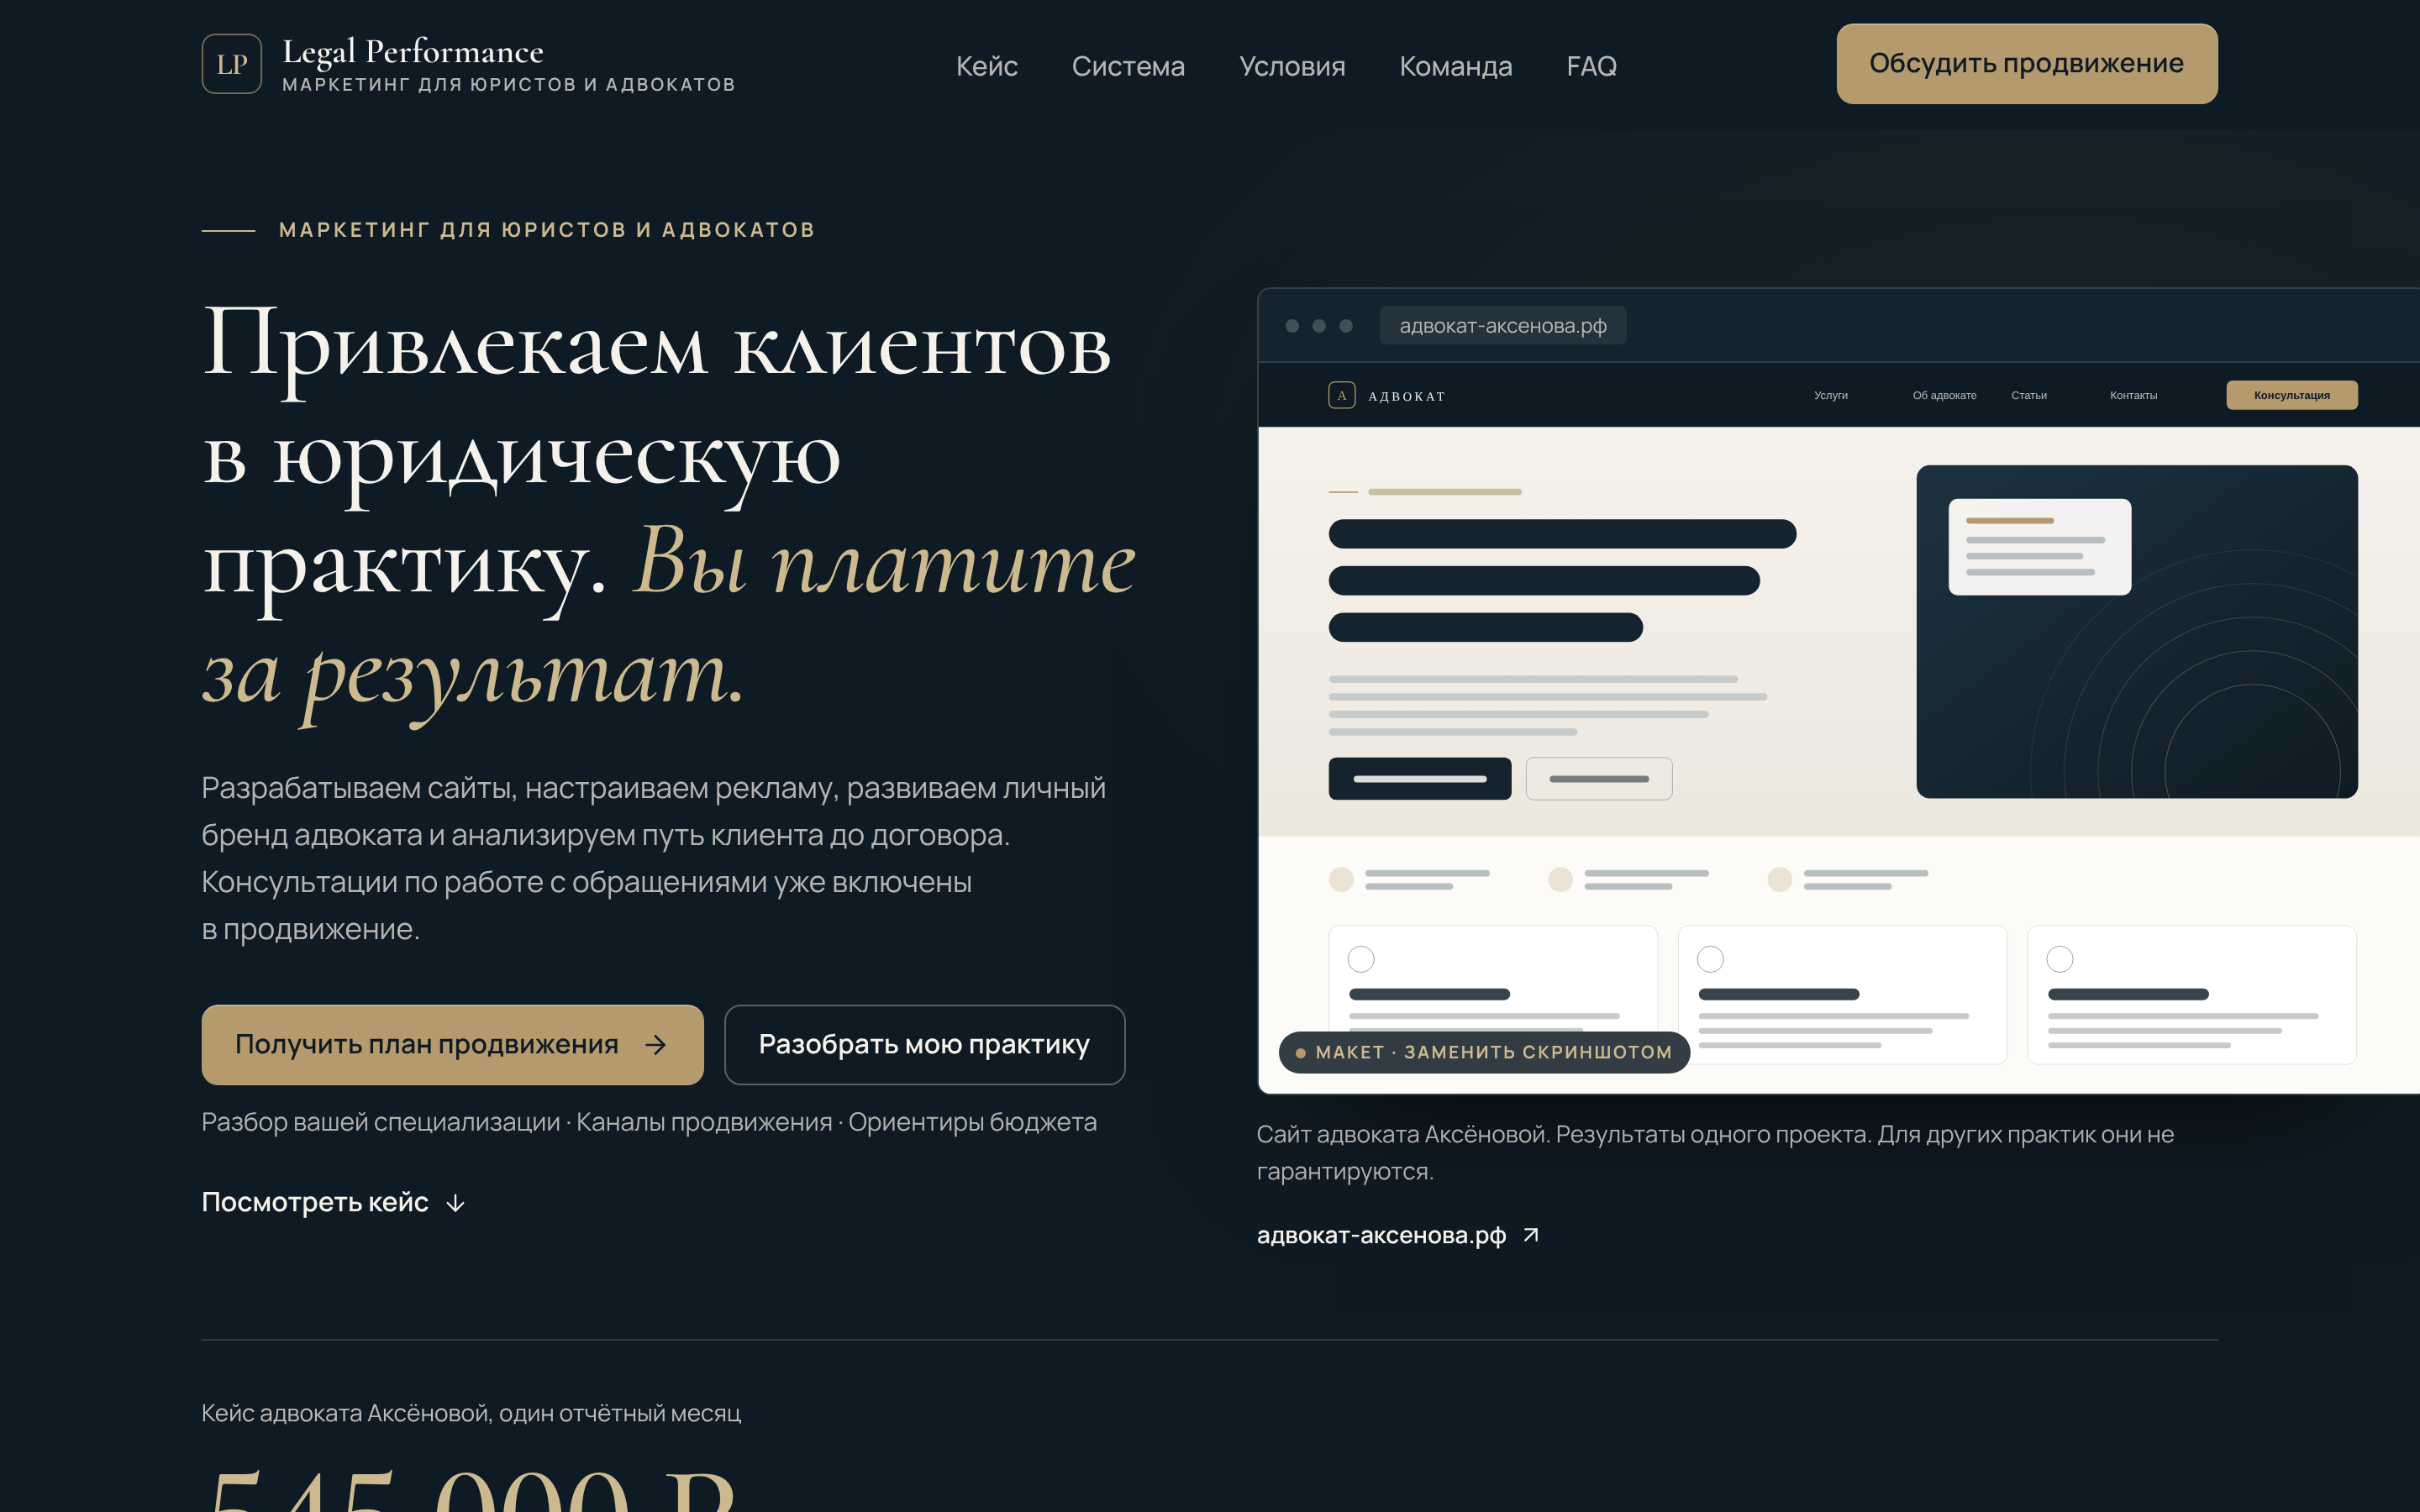 LP
Legal Performance
МАРКЕТИНГ ДЛЯ ЮРИСТОВ И АДВОКАТОВ
Кейс
Система
Условия
Команда
FAQ
Обсудить продвижение
МАРКЕТИНГ ДЛЯ ЮРИСТОВ И АДВОКАТОВ
Привлекаем клиентов
в юридическую
практику. Вы платите
за результат.
Разрабатываем сайты, настраиваем рекламу, развиваем личный
бренд адвоката и анализируем путь клиента до договора.
Консультации по работе с обращениями уже включены
в продвижение.
Получить план продвижения →
Разобрать мою практику
Разбор вашей специализации · Каналы продвижения · Ориентиры бюджета
Посмотреть кейс ↓
адвокат-аксенова.рф
А
АДВОКАТ
Услуги
Об адвокате
Статьи
Контакты
Консультация
МАКЕТ · ЗАМЕНИТЬ СКРИНШОТОМ
Сайт адвоката Аксёновой. Результаты одного проекта. Для других практик они не
гарантируются.
адвокат-аксенова.рф ↗
Кейс адвоката Аксёновой, один отчётный месяц
545 000 ₽